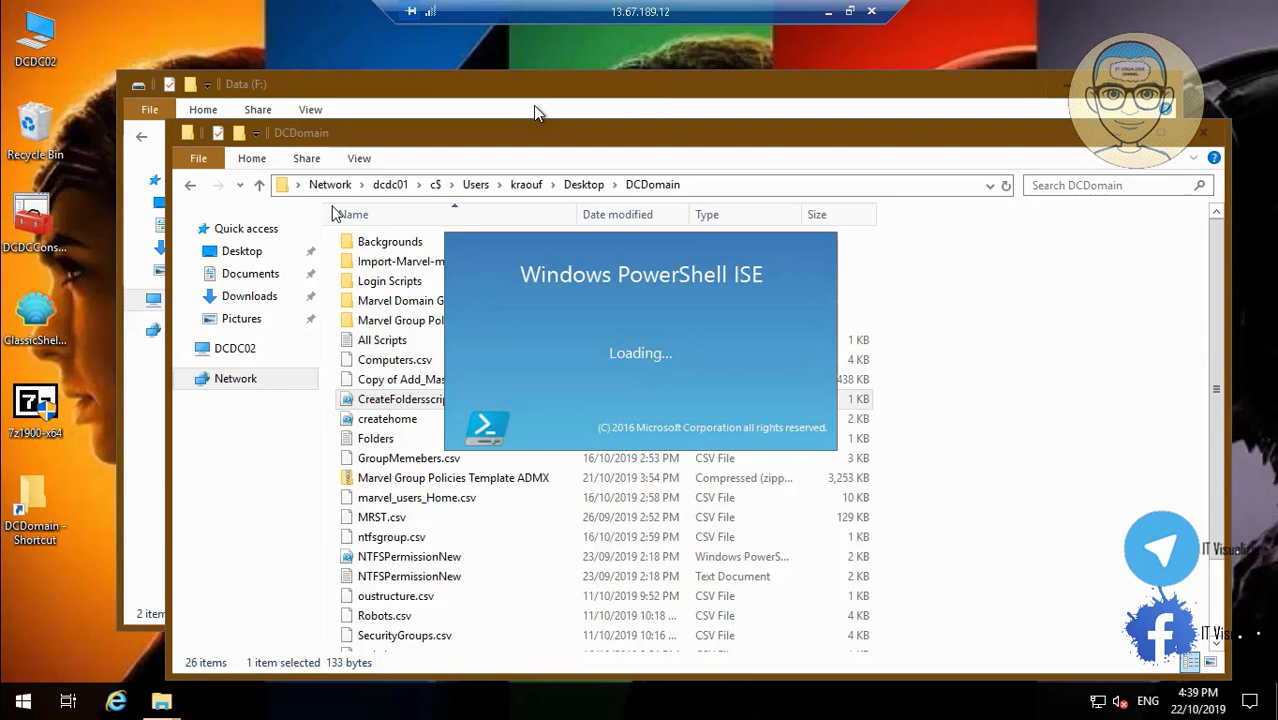 13.67.189.12
DCDC02
Recycle Bin
DCDCCons...
ClassicShel...
7z1900-x64
DCDomain - Shortcut
Data (F:)
File Home Share View
DCDomain
File Home Share View
Network dcdc01 c$ Users kraouf Desktop DCDomain
Search DCDomain
Name Date modified Type Size
Quick access
Desktop
Documents
Downloads
Pictures
DCDC02
Network
Backgrounds
Import-Marvel-m
Login Scripts
Marvel Domain G
Marvel Group Pol
All Scripts 1 KB
Computers.csv 4 KB
Copy of Add_Mas 438 KB
CreateFoldersscrip 1 KB
createhome 2 KB
Folders 1 KB
GroupMemebers.csv 16/10/2019 2:53 PM CSV File 3 KB
Marvel Group Policies Template ADMX 21/10/2019 3:54 PM Compressed (zipp... 3,253 KB
marvel_users_Home.csv 16/10/2019 2:58 PM CSV File 10 KB
MRST.csv 26/09/2019 2:52 PM CSV File 129 KB
ntfsgroup.csv 16/10/2019 2:59 PM CSV File 4 KB
NTFSPermissionNew 23/09/2019 2:18 PM Windows PowerS... 2 KB
NTFSPermissionNew 23/09/2019 2:18 PM Text Document 2 KB
oustructure.csv 11/10/2019 9:52 PM CSV File 4 KB
Robots.csv 11/10/2019 10:18 ... CSV File 4 KB
SecurityGroups.csv 11/10/2019 10:16 ... CSV File 4 KB
Windows PowerShell ISE
Loading...
(C) 2016 Microsoft Corporation all rights reserved.
2 item
26 items 1 item selected 133 bytes
IT VISUALIZER
CHANNEL
IT Visualiz
IT Visu
ENG
4:39 PM
22/10/2019